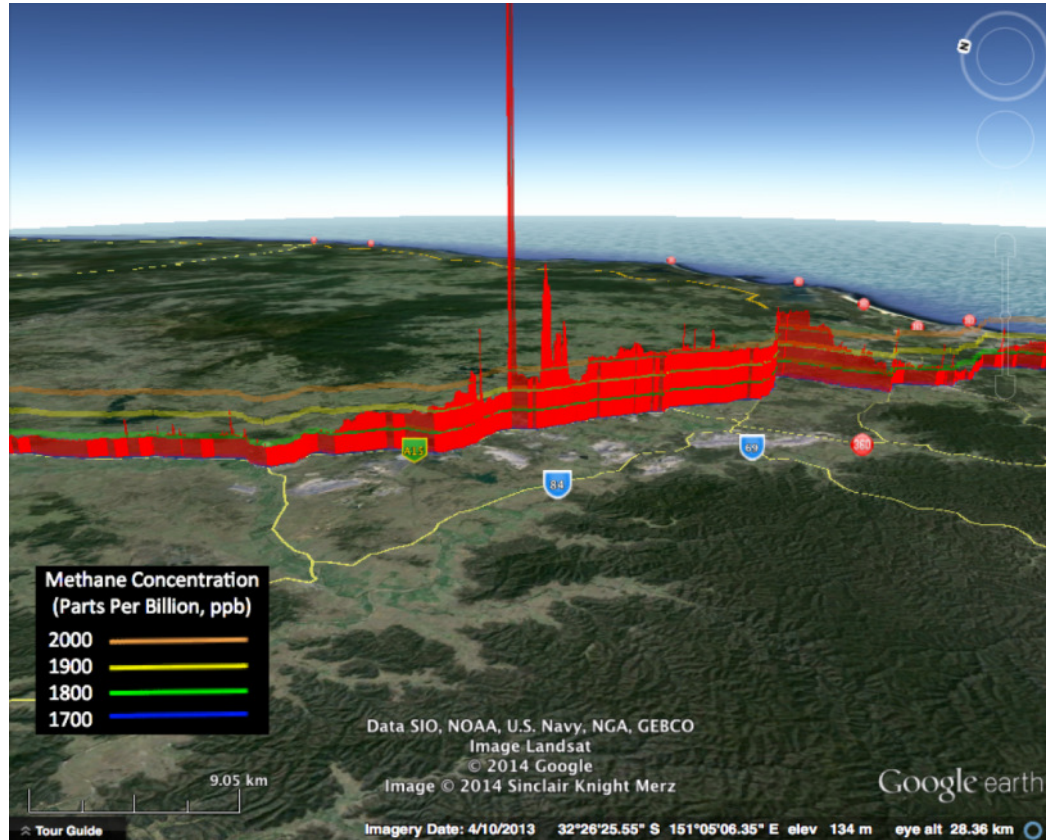 N
A15
84
69
360
Methane Concentration
(Parts Per Billion, ppb)
2000
1900
1800
1700
Data SIO, NOAA, U.S. Navy, NGA, GEBCO
Image Landsat
© 2014 Google
Image © 2014 Sinclair Knight Merz
9.05 km
Google earth
Tour Guide
Imagery Date: 4/10/2013 32°26'25.55" S 151°05'06.35" E elev 134 m eye alt 28.36 km